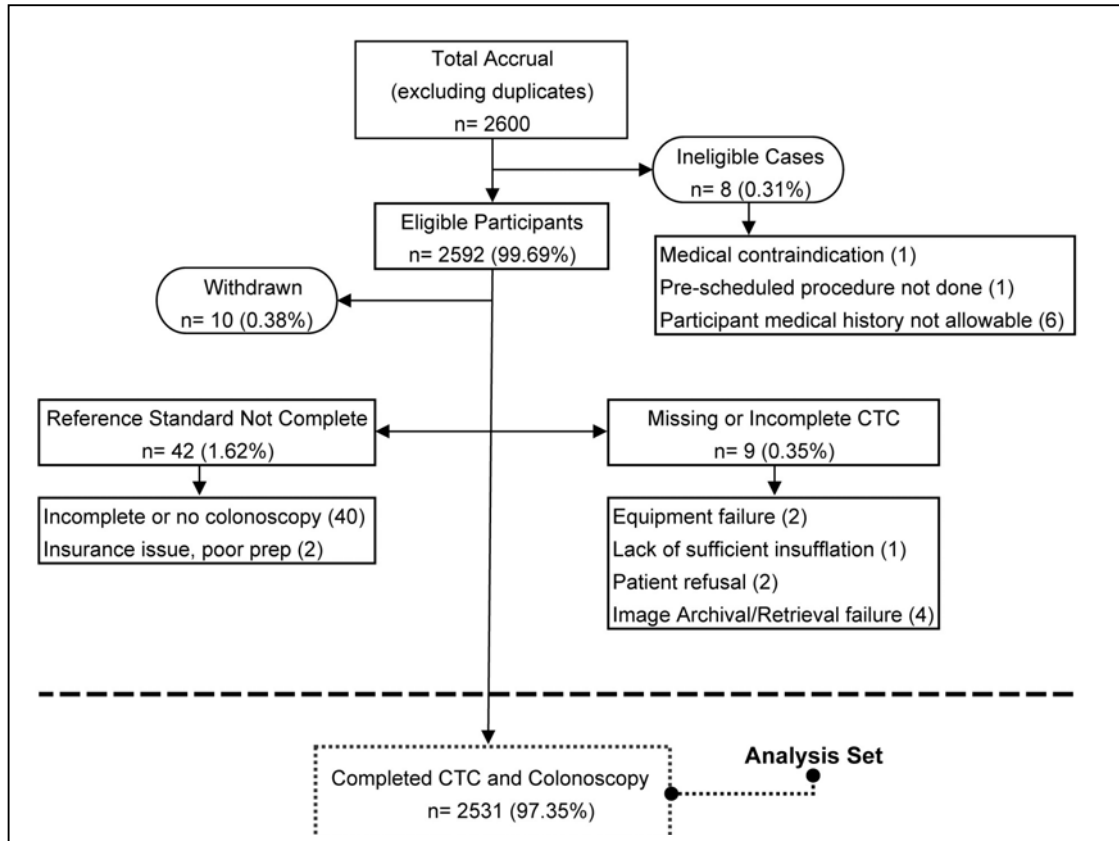 Total Accrual
(excluding duplicates)
n= 2600
Ineligible Cases
n= 8 (0.31%)
Eligible Participants
n= 2592 (99.69%)
Medical contraindication (1)
Pre-scheduled procedure not done (1)
Participant medical history not allowable (6)
Withdrawn
n= 10 (0.38%)
Reference Standard Not Complete
n= 42 (1.62%)
Missing or Incomplete CTC
n= 9 (0.35%)
Incomplete or no colonoscopy (40)
Insurance issue, poor prep (2)
Equipment failure (2)
Lack of sufficient insufflation (1)
Patient refusal (2)
Image Archival/Retrieval failure (4)
Analysis Set
Completed CTC and Colonoscopy
n= 2531 (97.35%)